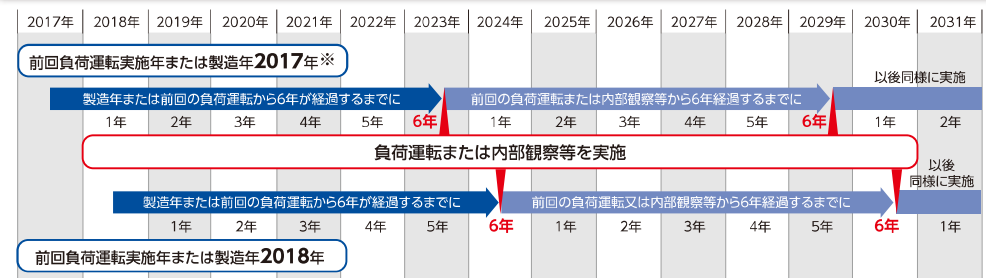 2017年 2018年 2019年 2020年 2021年 2022年 2023年 2024年 2025年 2026年 2027年 2028年 2029年 2030年 2031年
前回負荷運転実施年または製造年2017年※
以後同様に実施
製造年または前回の負荷運転から6年が経過するまでに 前回の負荷運転または内部観察等から6年経過するまでに
1年 2年 3年 4年 5年 6年 1年 2年 3年 4年 5年 6年 1年 2年
負荷運転または内部観察等を実施
以後
同様に実施
製造年または前回の負荷運転から6年が経過するまでに 前回の負荷運転又は内部観察等から6年経過するまでに
1年 2年 3年 4年 5年 6年 1年 2年 3年 4年 5年 6年 1年
前回負荷運転実施年または製造年2018年